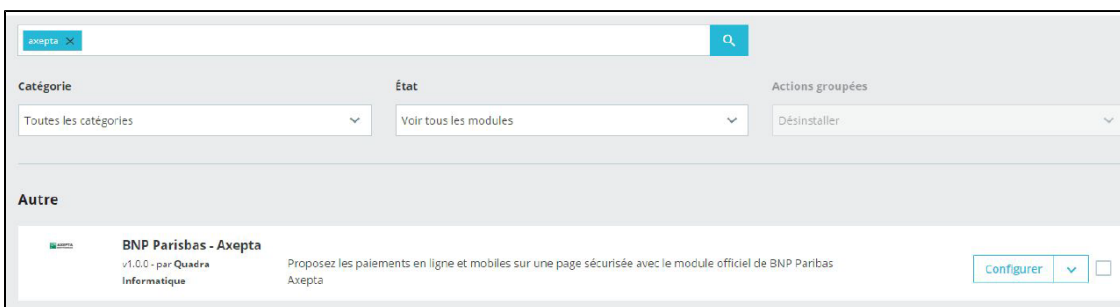 axepta ×
Catégorie
État
Actions groupées
Toutes les catégories
Voir tous les modules
Désinstaller
Autre
AXEPTA
BNP Parisbas - Axepta
v1.0.0 - par Quadra
Informatique
Proposez les paiements en ligne et mobiles sur une page sécurisée avec le module officiel de BNP Paribas
Axepta
Configurer